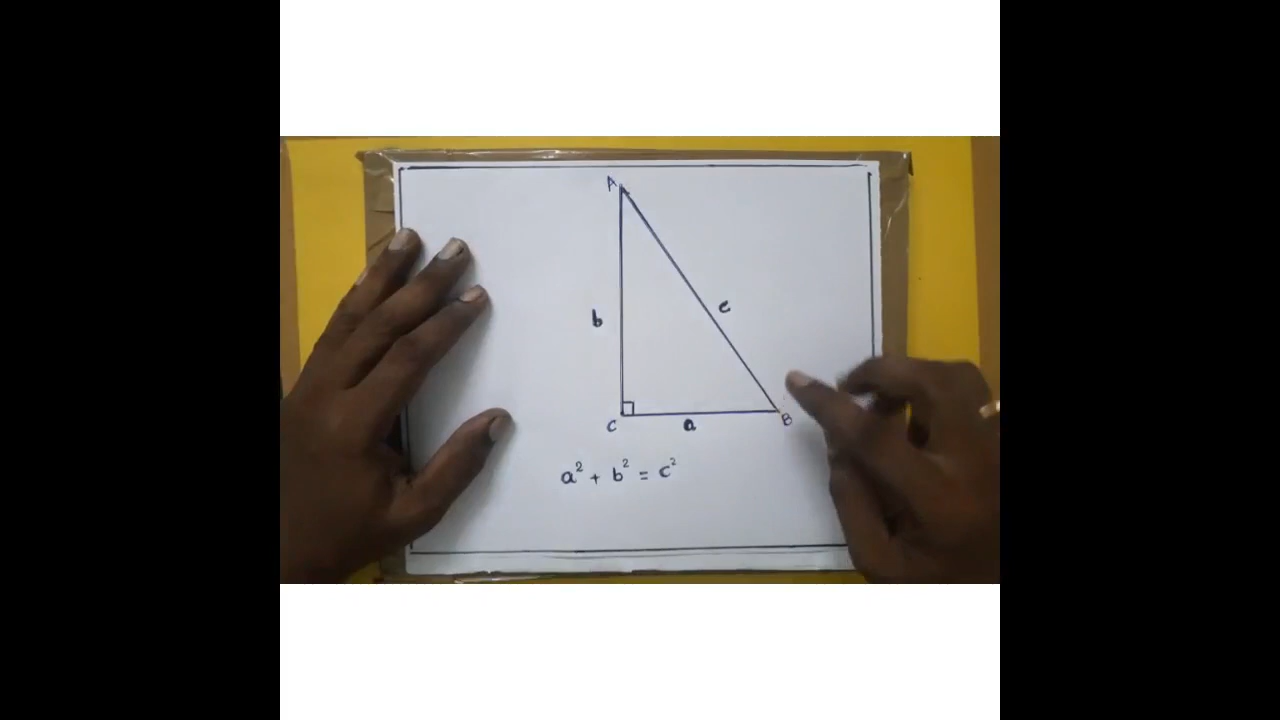 A
b
c
C
a
B
a² + b² = c²